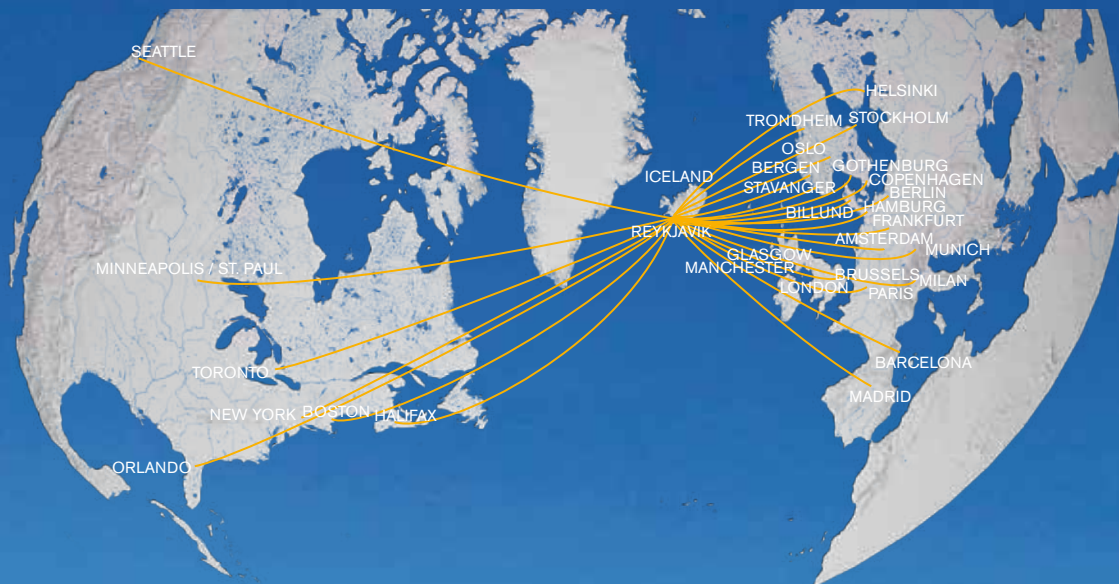 SEATTLE
HELSINKI
TRONDHEIM
STOCKHOLM
OSLO
BERGEN
GOTHENBURG
ICELAND
COPENHAGEN
STAVANGER
BERLIN
HAMBURG
BILLUND
FRANKFURT
REYKJAVIK
AMSTERDAM
MUNICH
GLASGOW
MINNEAPOLIS / ST. PAUL
MANCHESTER
BRUSSELS
MILAN
LONDON
PARIS
BARCELONA
TORONTO
MADRID
NEW YORK
BOSTON
HALIFAX
ORLANDO